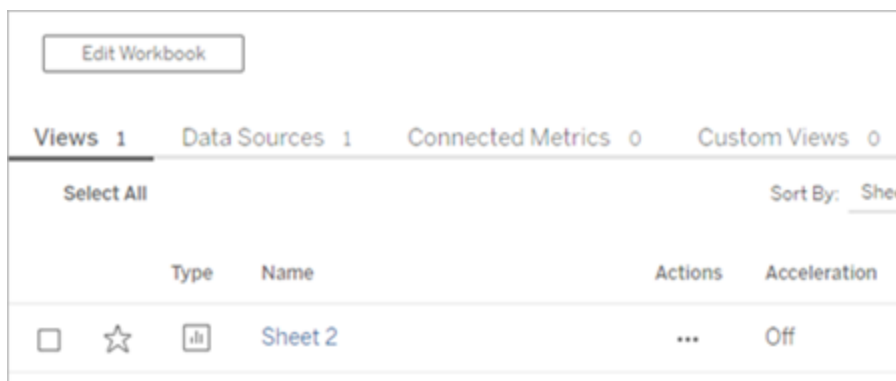 Edit Workbook
Views 1 Data Sources 1 Connected Metrics 0 Custom Views 0
Select All Sort By: Shee
Type Name Actions Acceleration
Sheet 2 ... Off